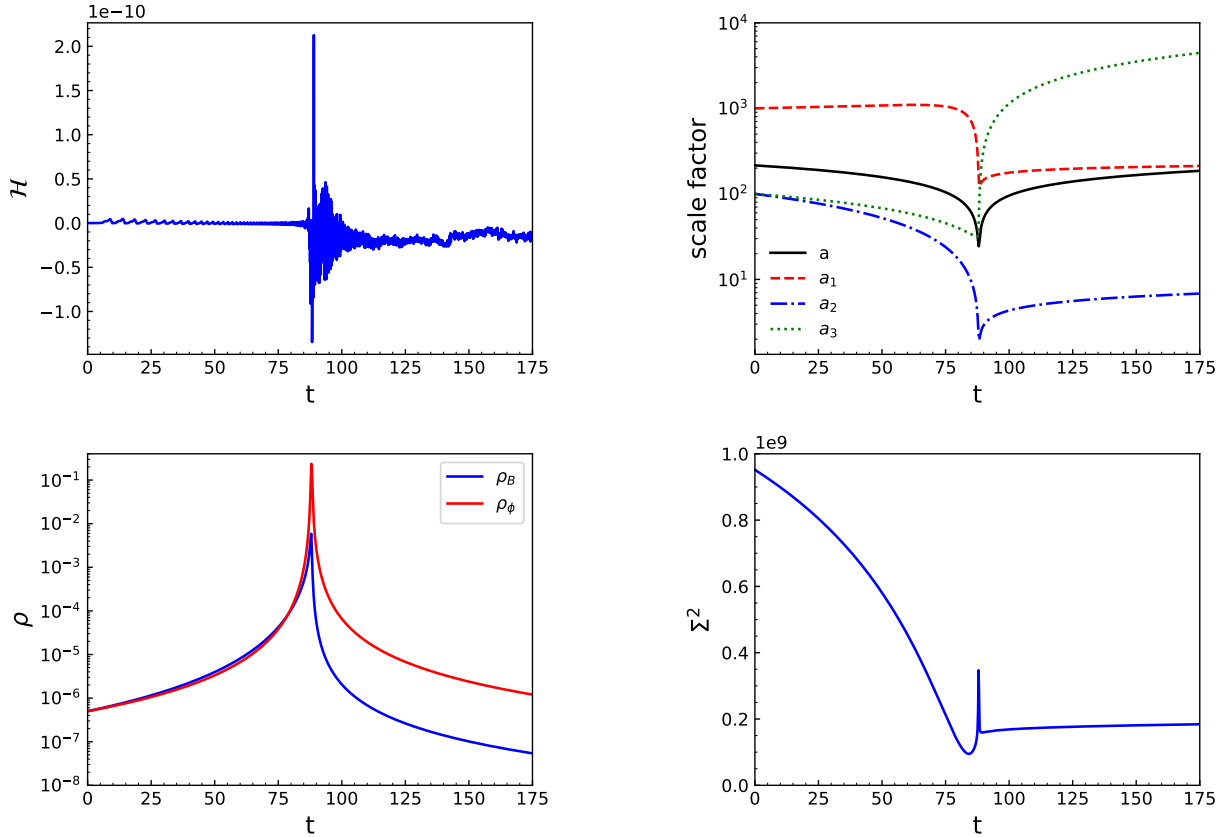 1e−10
2.0
1.5
1.0
0.5
0.0
−0.5
−1.0
ℋ
0 25 50 75 100 125 150 175
t
10⁴
10³
10²
10¹
scale factor
a
a₁
a₂
a₃
0 25 50 75 100 125 150 175
t
10⁻¹
10⁻²
10⁻³
10⁻⁴
10⁻⁵
10⁻⁶
10⁻⁷
10⁻⁸
ρ
ρ_B
ρ_ϕ
0 25 50 75 100 125 150 175
t
1e9
1.0
0.8
0.6
0.4
0.2
0.0
Σ²
0 25 50 75 100 125 150 175
t